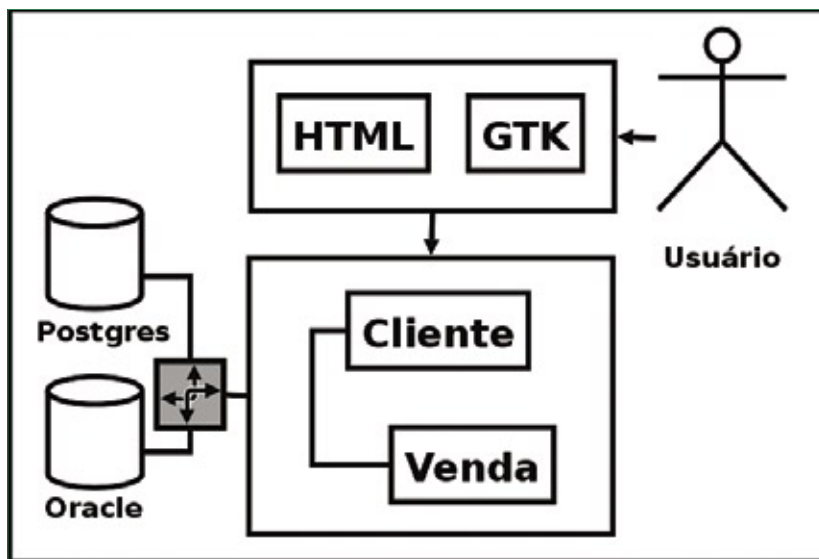 HTML
GTK
Usuário
Postgres
Cliente
Venda
Oracle